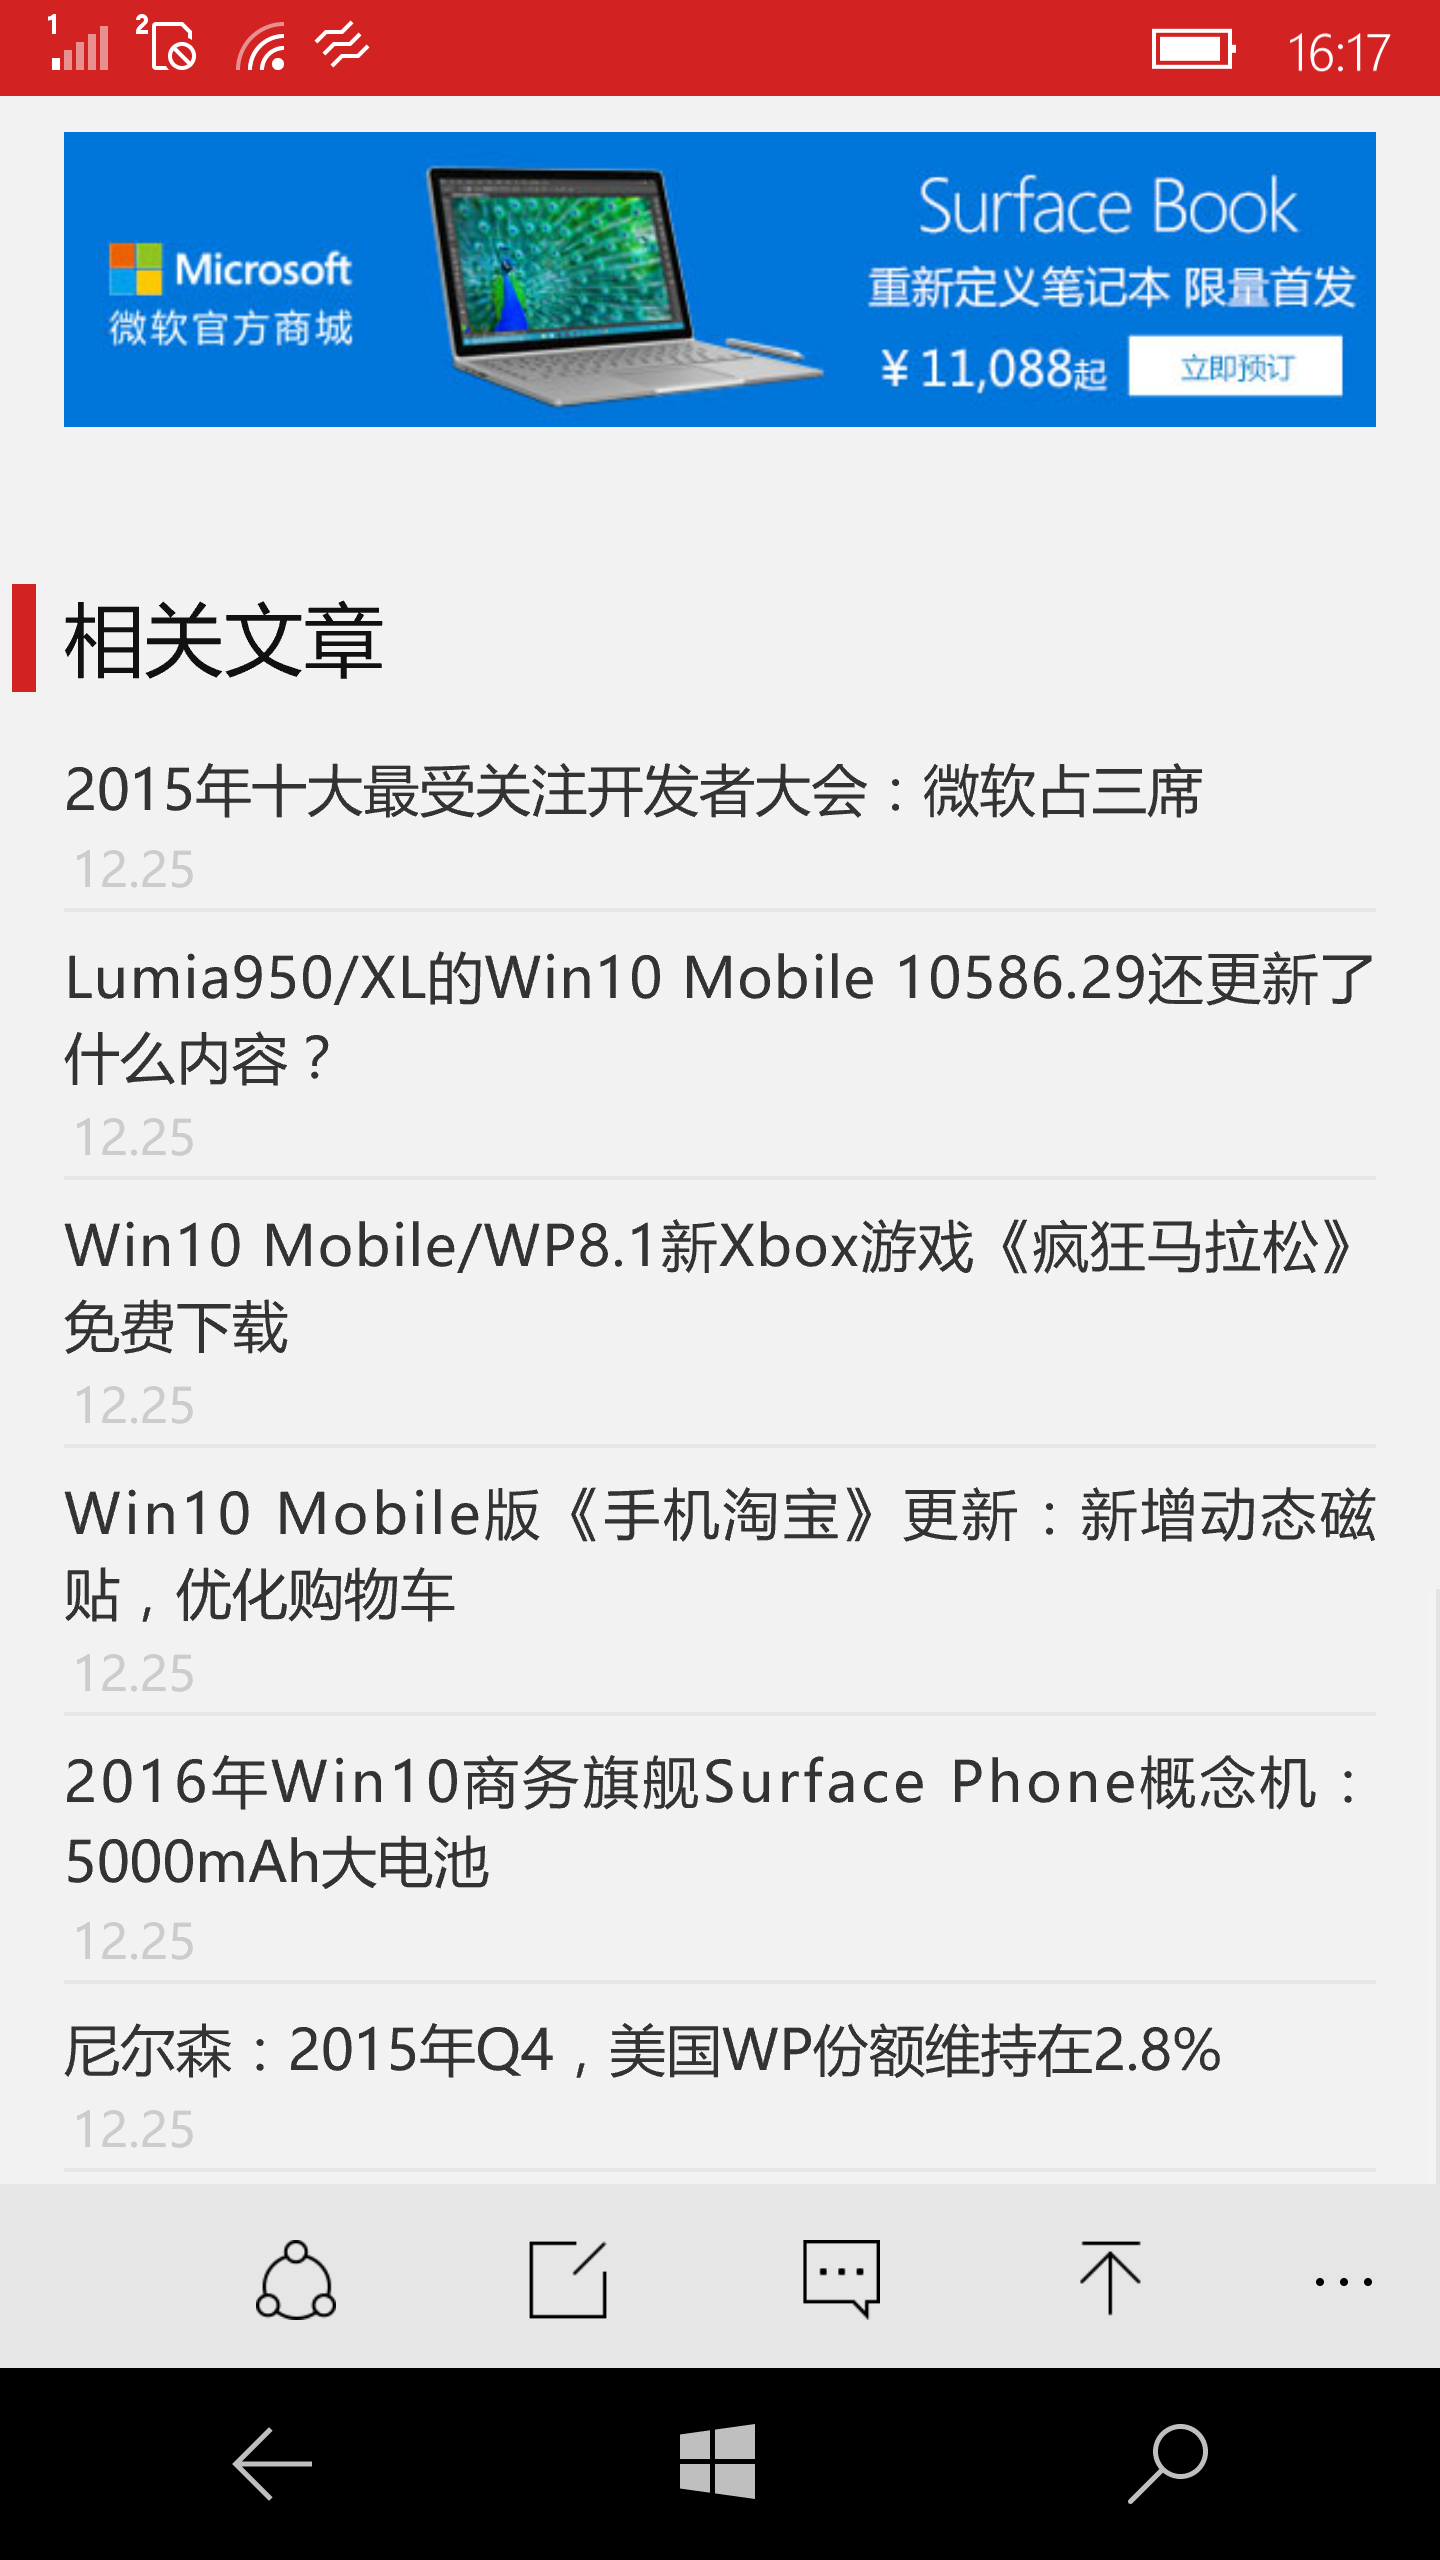 1
2
16:17
Microsoft
微软官方商城
Surface Book
重新定义笔记本 限量首发
¥11,088起
立即预订
相关文章
2015年十大最受关注开发者大会：微软占三席
12.25
Lumia950/XL的Win10 Mobile 10586.29还更新了
什么内容？
12.25
Win10 Mobile/WP8.1新Xbox游戏《疯狂马拉松》
免费下载
12.25
Win10 Mobile版《手机淘宝》更新：新增动态磁
贴，优化购物车
12.25
2016年Win10商务旗舰Surface Phone概念机：
5000mAh大电池
12.25
尼尔森：2015年Q4，美国WP份额维持在2.8%
12.25